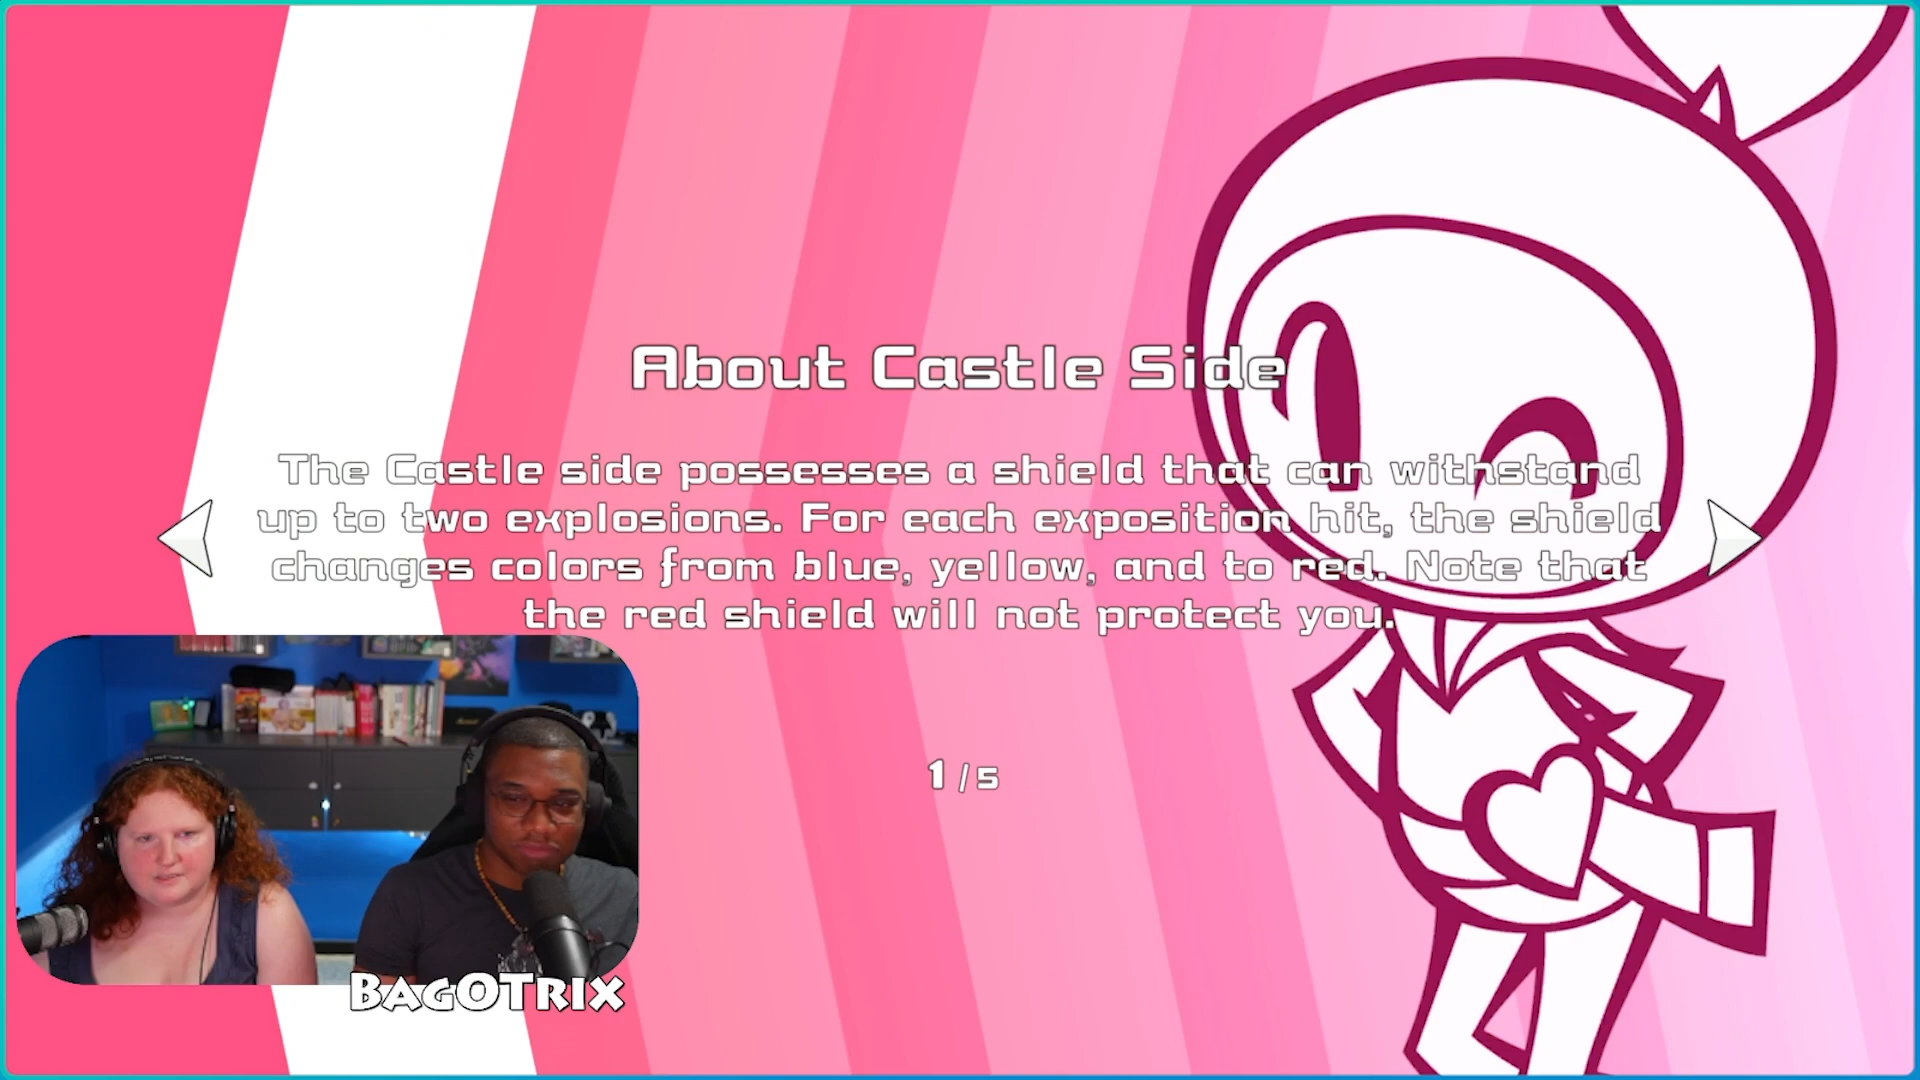 About Castle Side
The Castle side possesses a shield that can withstand
up to two explosions. For each exposition hit, the shield
changes colors from blue, yellow, and to red. Note that
the red shield will not protect you.
1/5
BagOTrix